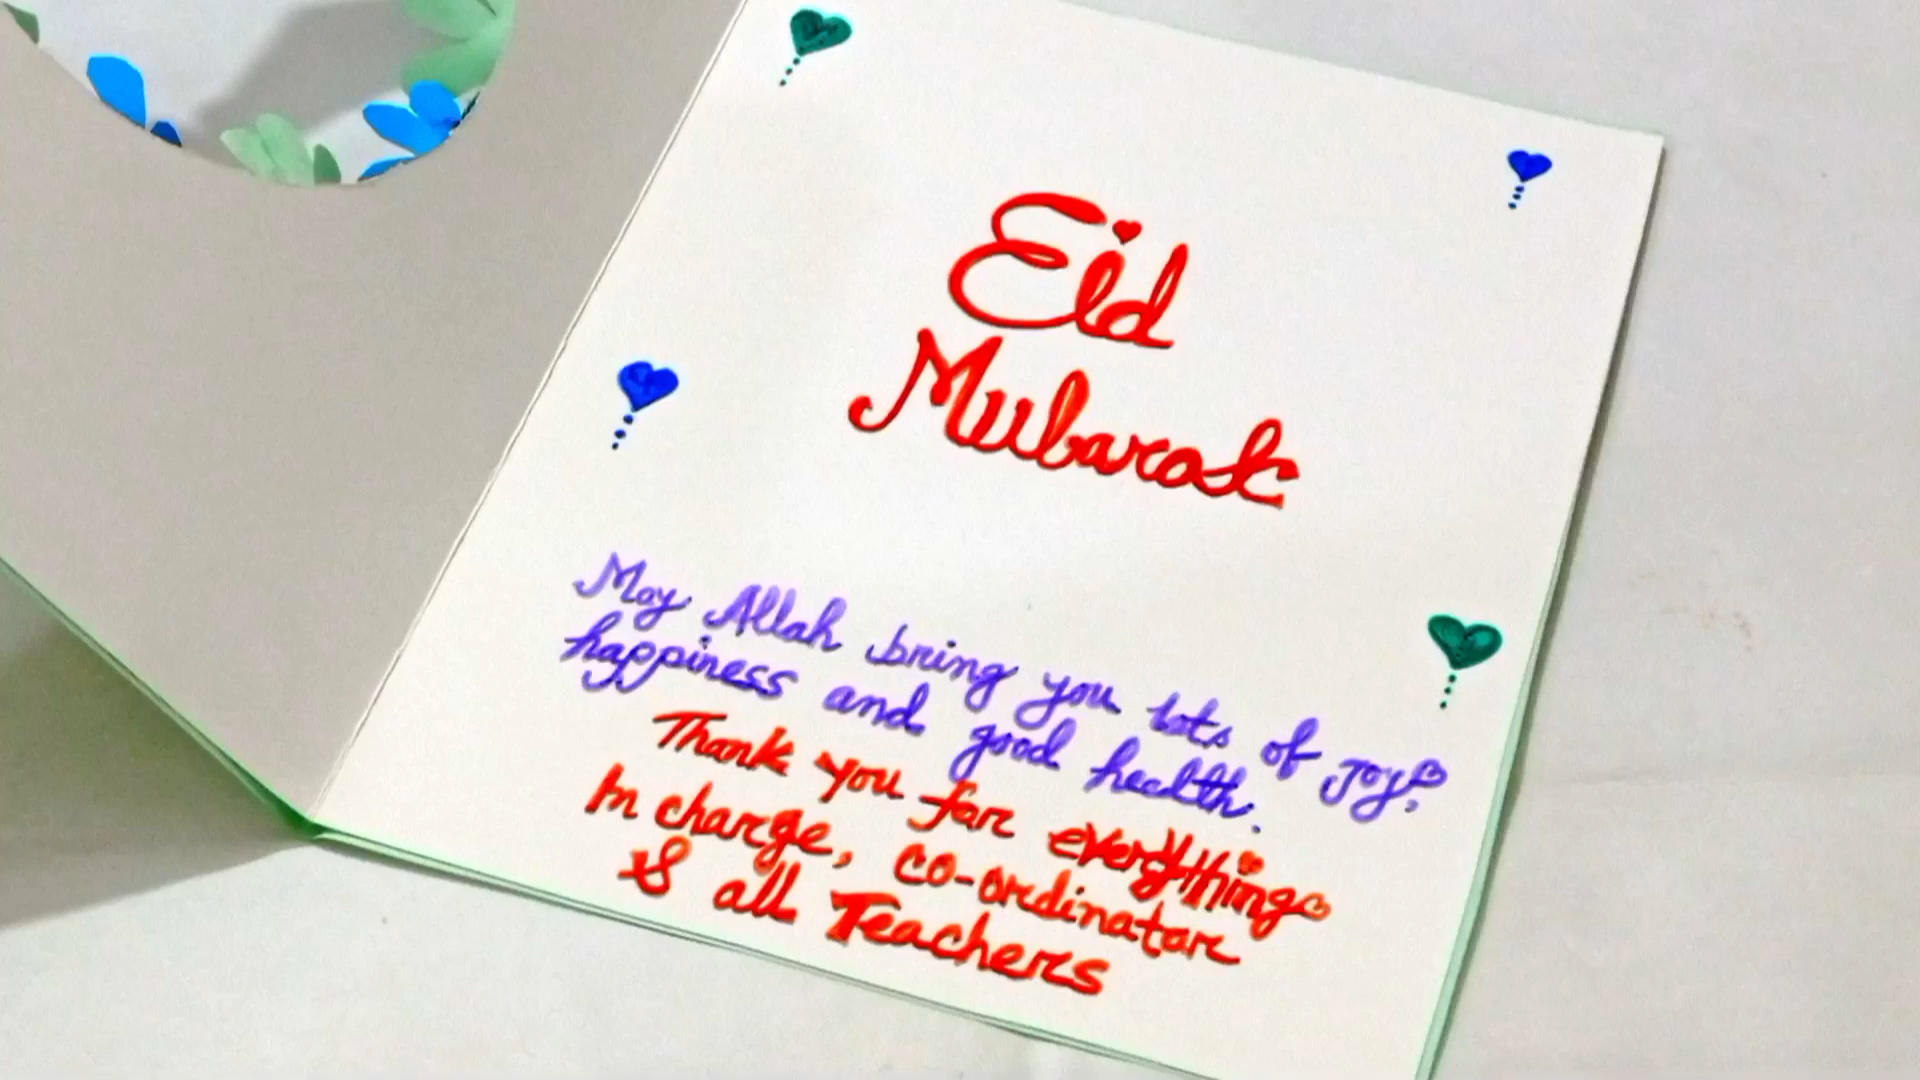 Eid
Mubarak
May Allah bring you lots of joy,
happiness and good health.
Thank you for everything
In charge, co-ordinator
& all Teachers